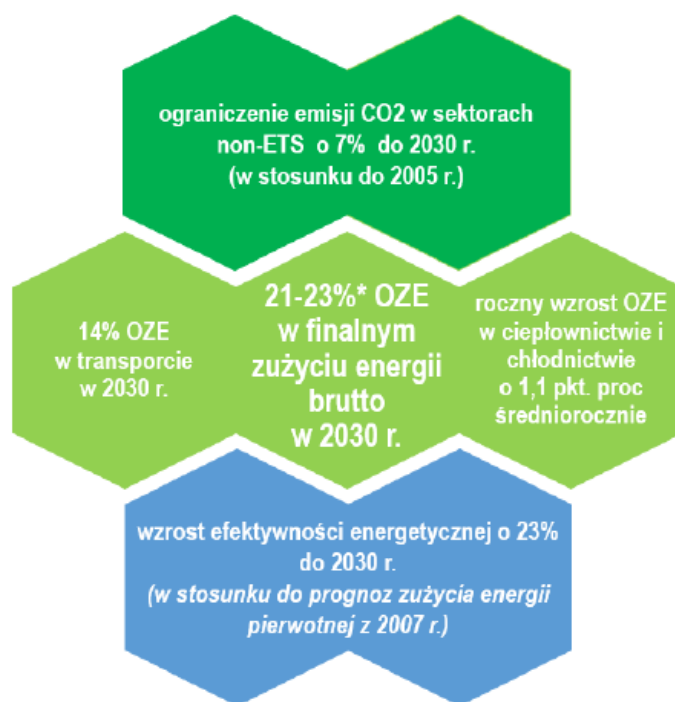 ograniczenie emisji CO2 w sektorach
non-ETS o 7% do 2030 r.
(w stosunku do 2005 r.)
14% OZE
w transporcie
w 2030 r.
21-23%* OZE
w finalnym
zużyciu energii
brutto
w 2030 r.
roczny wzrost OZE
w ciepłownictwie i
chłodnictwie
o 1,1 pkt. proc
średniorocznie
wzrost efektywności energetycznej o 23%
do 2030 r.
(w stosunku do prognoz zużycia energii
pierwotnej z 2007 r.)